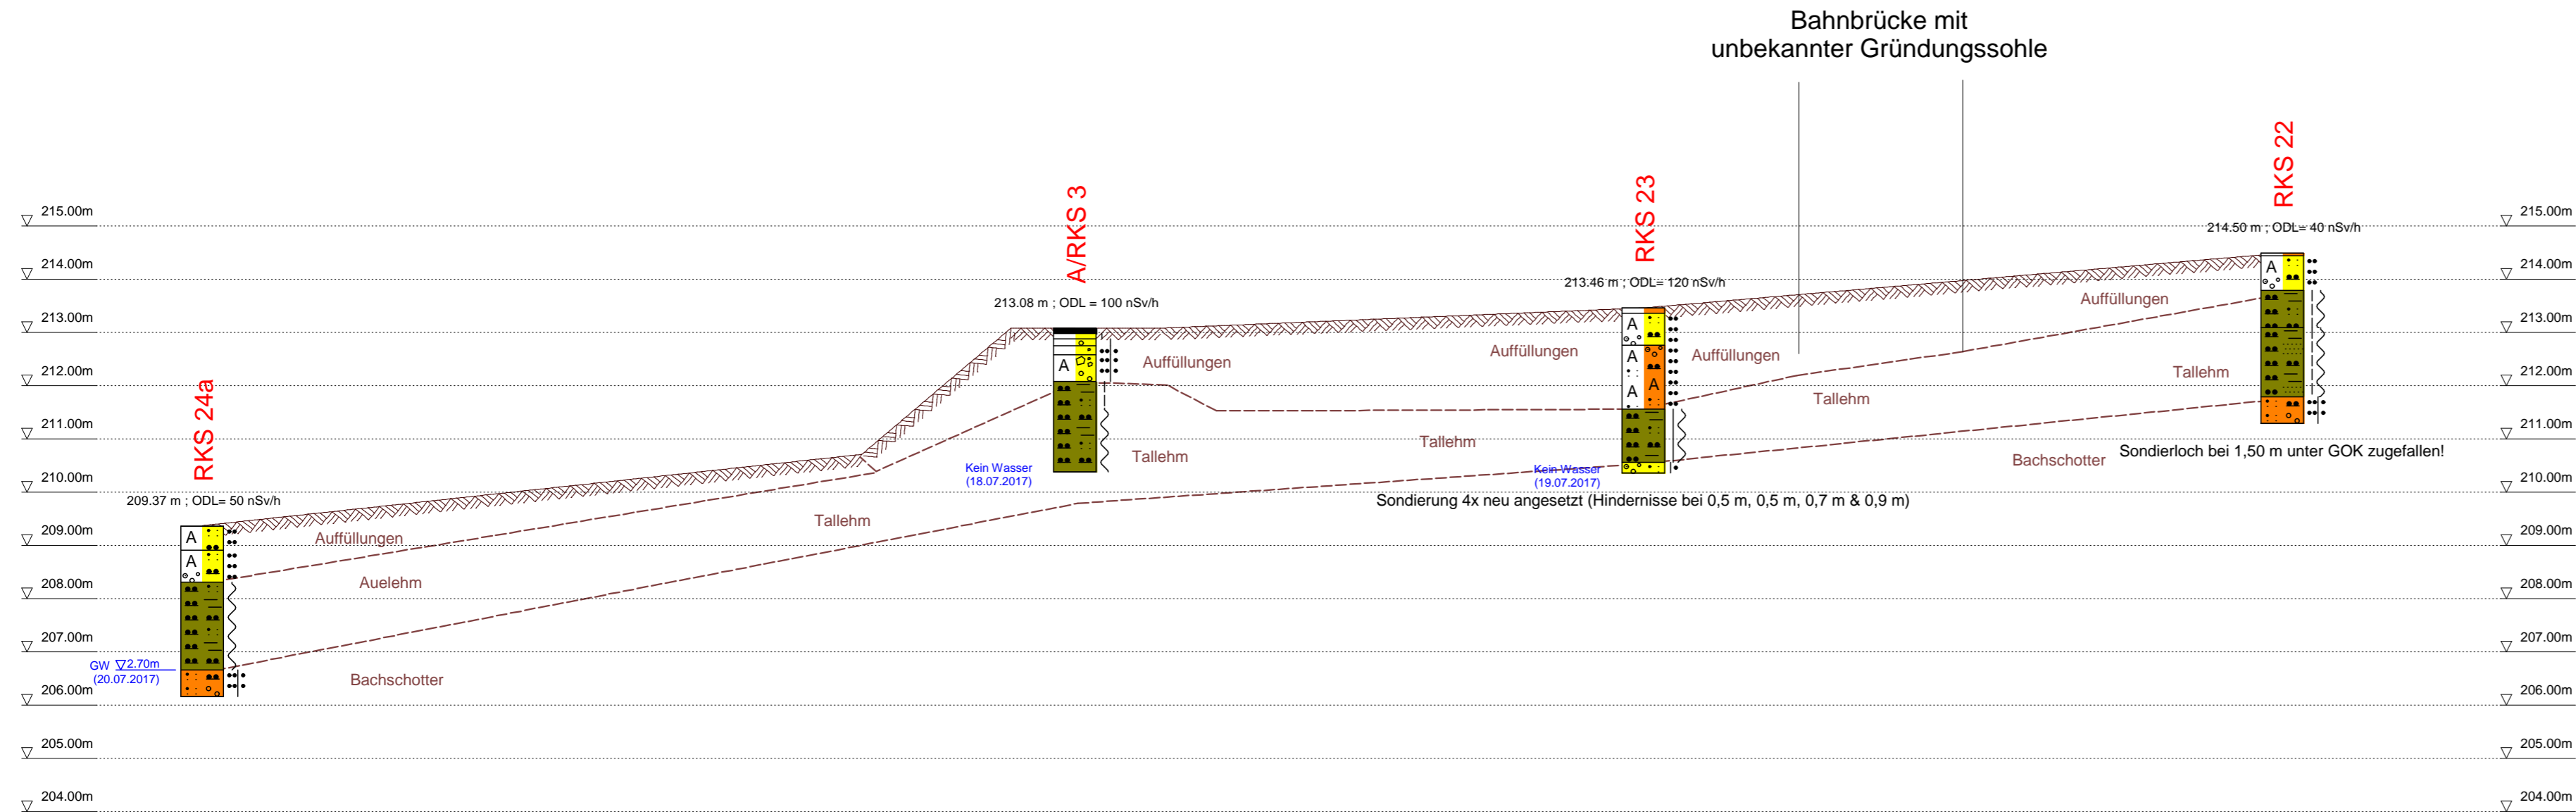 Bahnbrücke mit
unbekannter Gründungssohle
RKS 22
A/RKS 3
RKS 23
215.00m
215.00m
214.50 m ; ODL= 40 nSv/h
214.00m
214.00m
A
213.46 m ; ODL= 120 nSv/h
213.08 m ; ODL = 100 nSv/h
Auffüllungen
213.00m
213.00m
A
Auffüllungen
Auffüllungen
Auffüllungen
A
A
212.00m
212.00m
Tallehm
RKS 24a
A
A
Tallehm
211.00m
211.00m
Tallehm
Tallehm
Sondierloch bei 1,50 m unter GOK zugefallen!
Bachschotter
Kein Wasser
(18.07.2017)
Kein Wasser
(19.07.2017)
210.00m
210.00m
209.37 m ; ODL= 50 nSv/h
Sondierung 4x neu angesetzt (Hindernisse bei 0,5 m, 0,5 m, 0,7 m & 0,9 m)
Tallehm
209.00m
209.00m
A
Auffüllungen
A
Auelehm
208.00m
208.00m
207.00m
207.00m
GW 2.70m
(20.07.2017)
Bachschotter
206.00m
206.00m
205.00m
205.00m
204.00m
204.00m